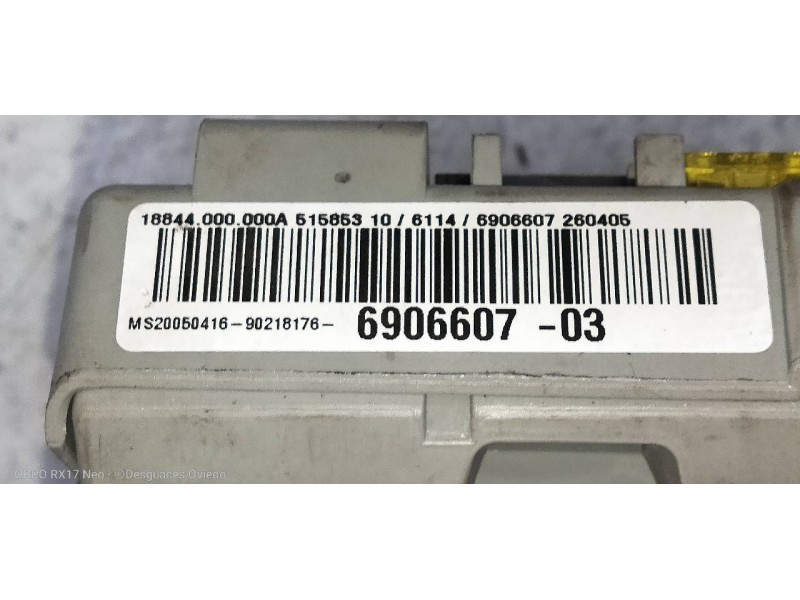 18844.000.000A 515853 10 / 6114 / 6906607 260405
MS20050416-90218176- 6906607 -03
OPPO RX17 Neo · ©Desguaces Oviedo